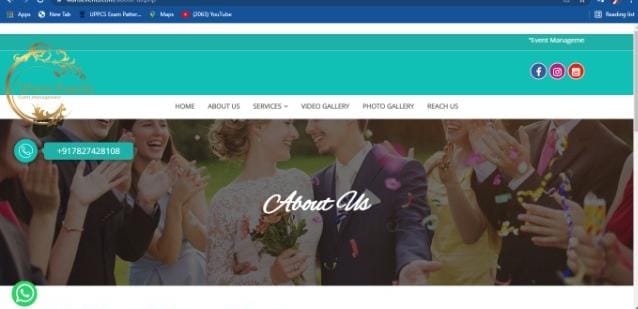 Apps New Tab UPPCS Exam Patter... Maps (2063) YouTube Reading list
*Event Manageme
Event Management
HOME ABOUT US SERVICES VIDEO GALLERY PHOTO GALLERY REACH US
+917827428108
About Us